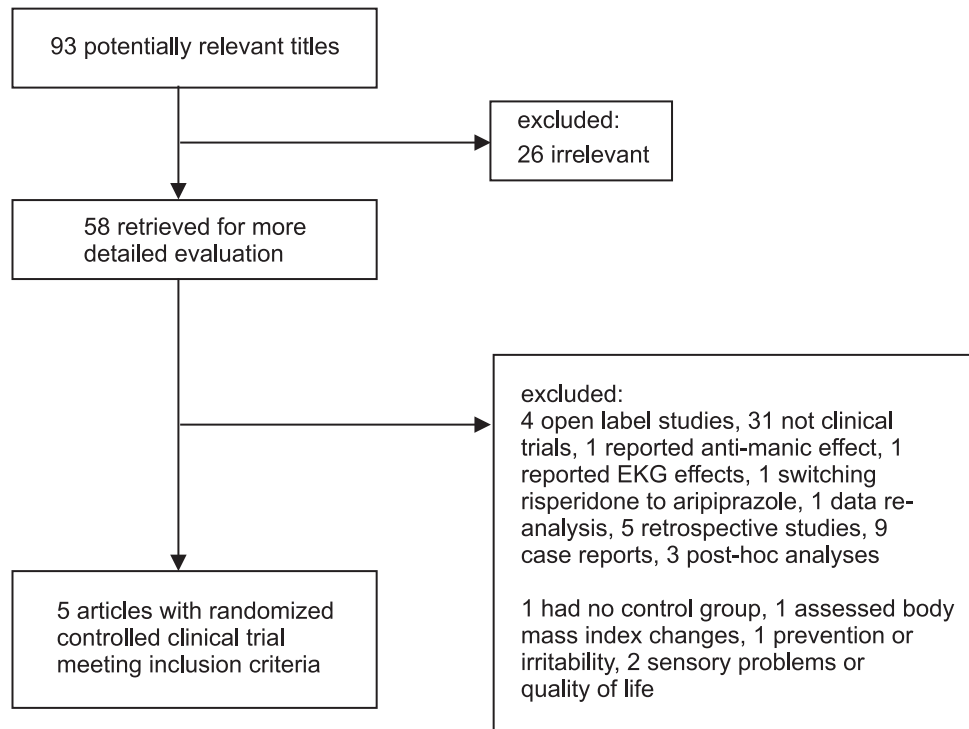 93 potentially relevant titles
excluded:
26 irrelevant
58 retrieved for more
detailed evaluation
excluded:
4 open label studies, 31 not clinical
trials, 1 reported anti-manic effect, 1
reported EKG effects, 1 switching
risperidone to aripiprazole, 1 data re-
analysis, 5 retrospective studies, 9
case reports, 3 post-hoc analyses
1 had no control group, 1 assessed body
mass index changes, 1 prevention or
irritability, 2 sensory problems or
quality of life
5 articles with randomized
controlled clinical trial
meeting inclusion criteria